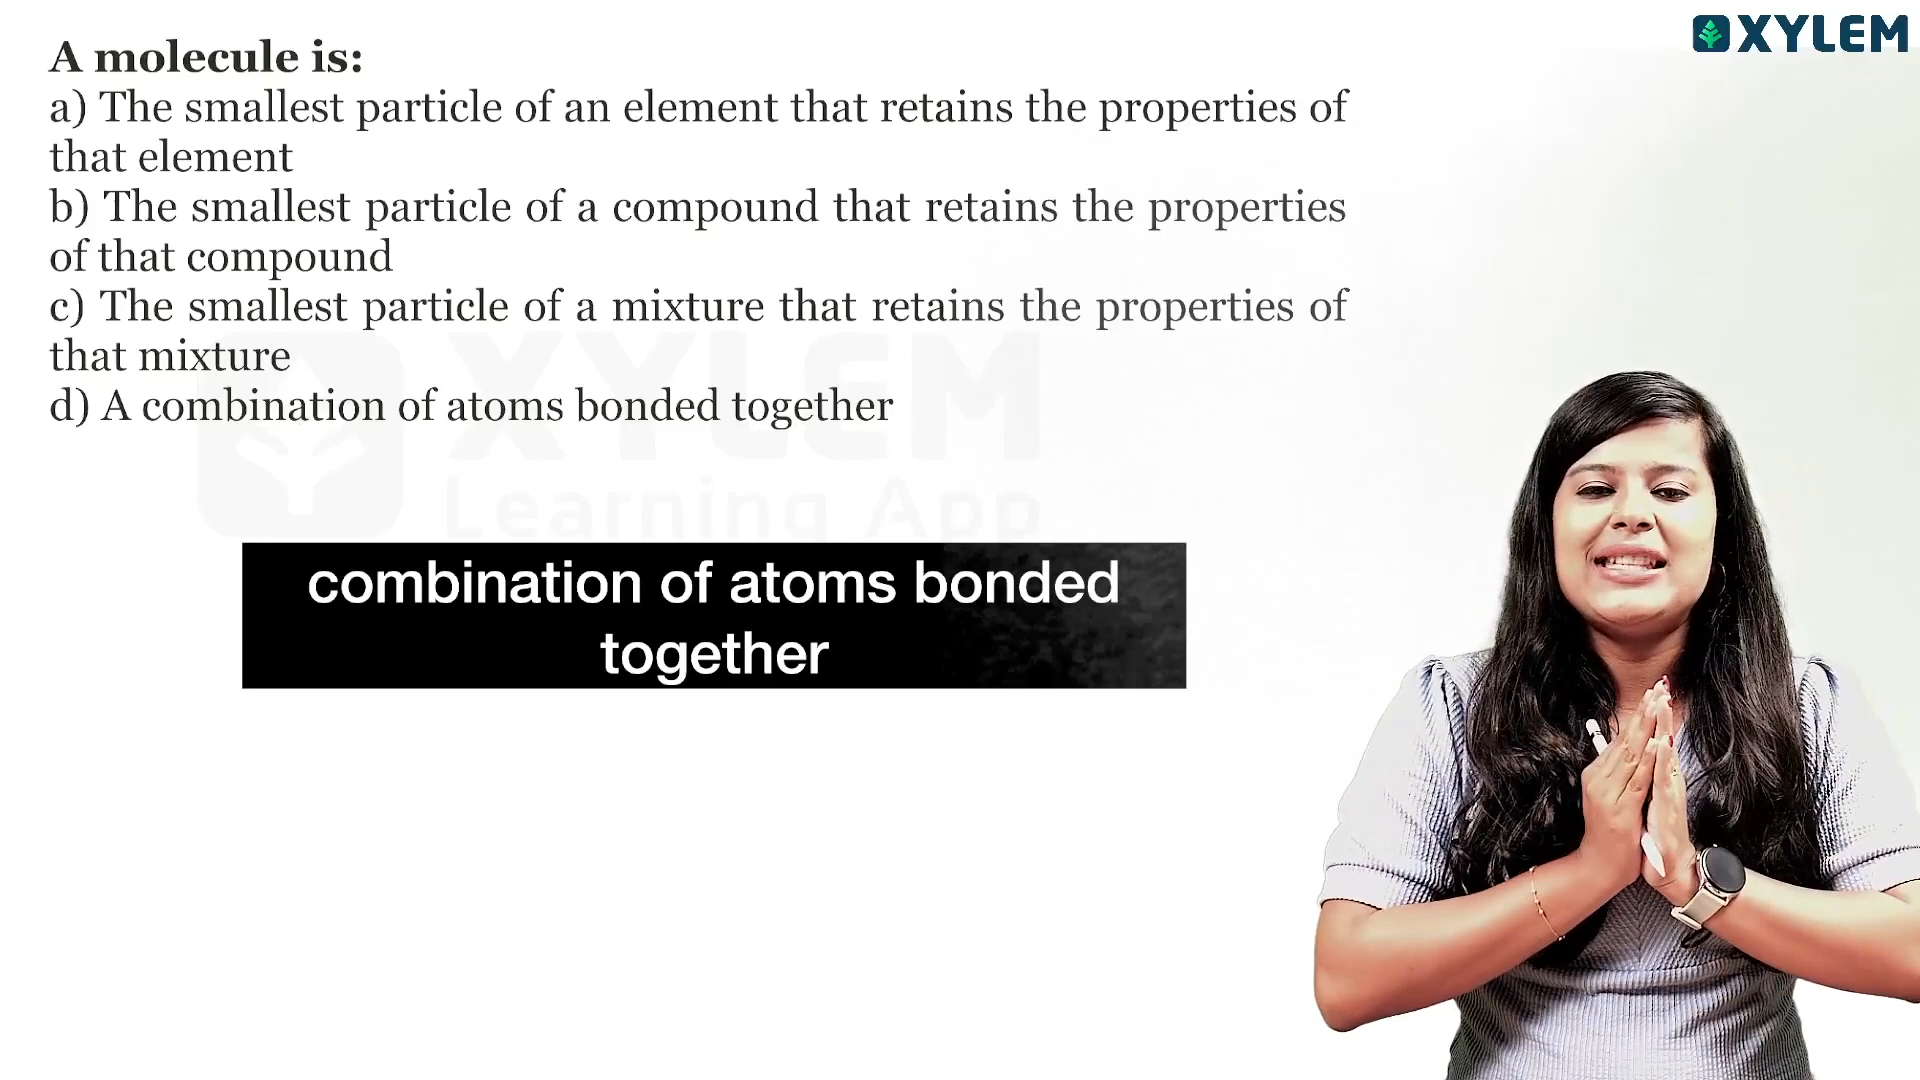 XYLEM
A molecule is:
a) The smallest particle of an element that retains the properties of
that element
b) The smallest particle of a compound that retains the properties
of that compound
c) The smallest particle of a mixture that retains the properties of
that mixture
d) A combination of atoms bonded together
XYLEM
Learning App
combination of atoms bonded
together